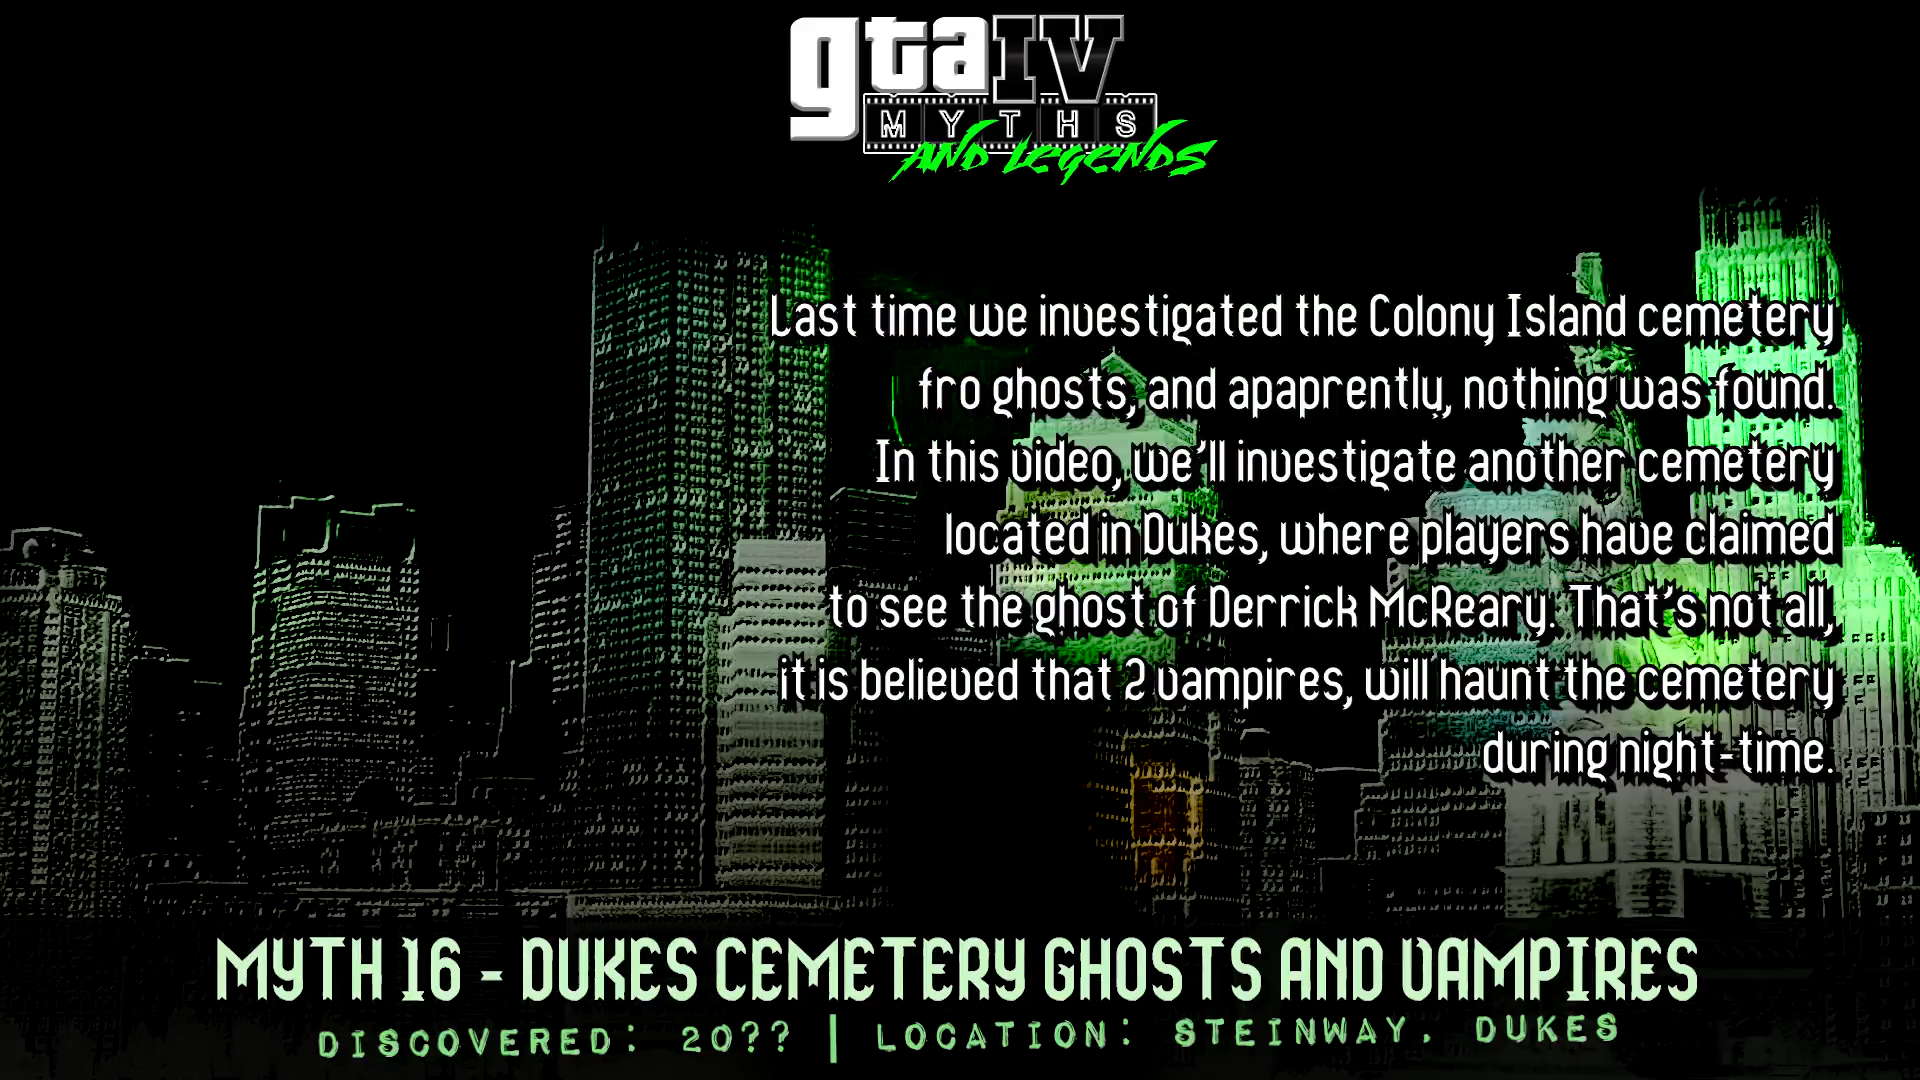 gta IV
MYTHS
AND LEGENDS
Last time we investigated the Colony Island cemetery
fro ghosts, and apaprently, nothing was found.
In this video, we'll investigate another cemetery
located in Dukes, where players have claimed
to see the ghost of Derrick McReary. That's not all,
it is believed that 2 vampires, will haunt the cemetery
during night-time.
MYTH 16 - DUKES CEMETERY GHOSTS AND VAMPIRES
DISCOVERED: 20?? | LOCATION: STEINWAY, DUKES